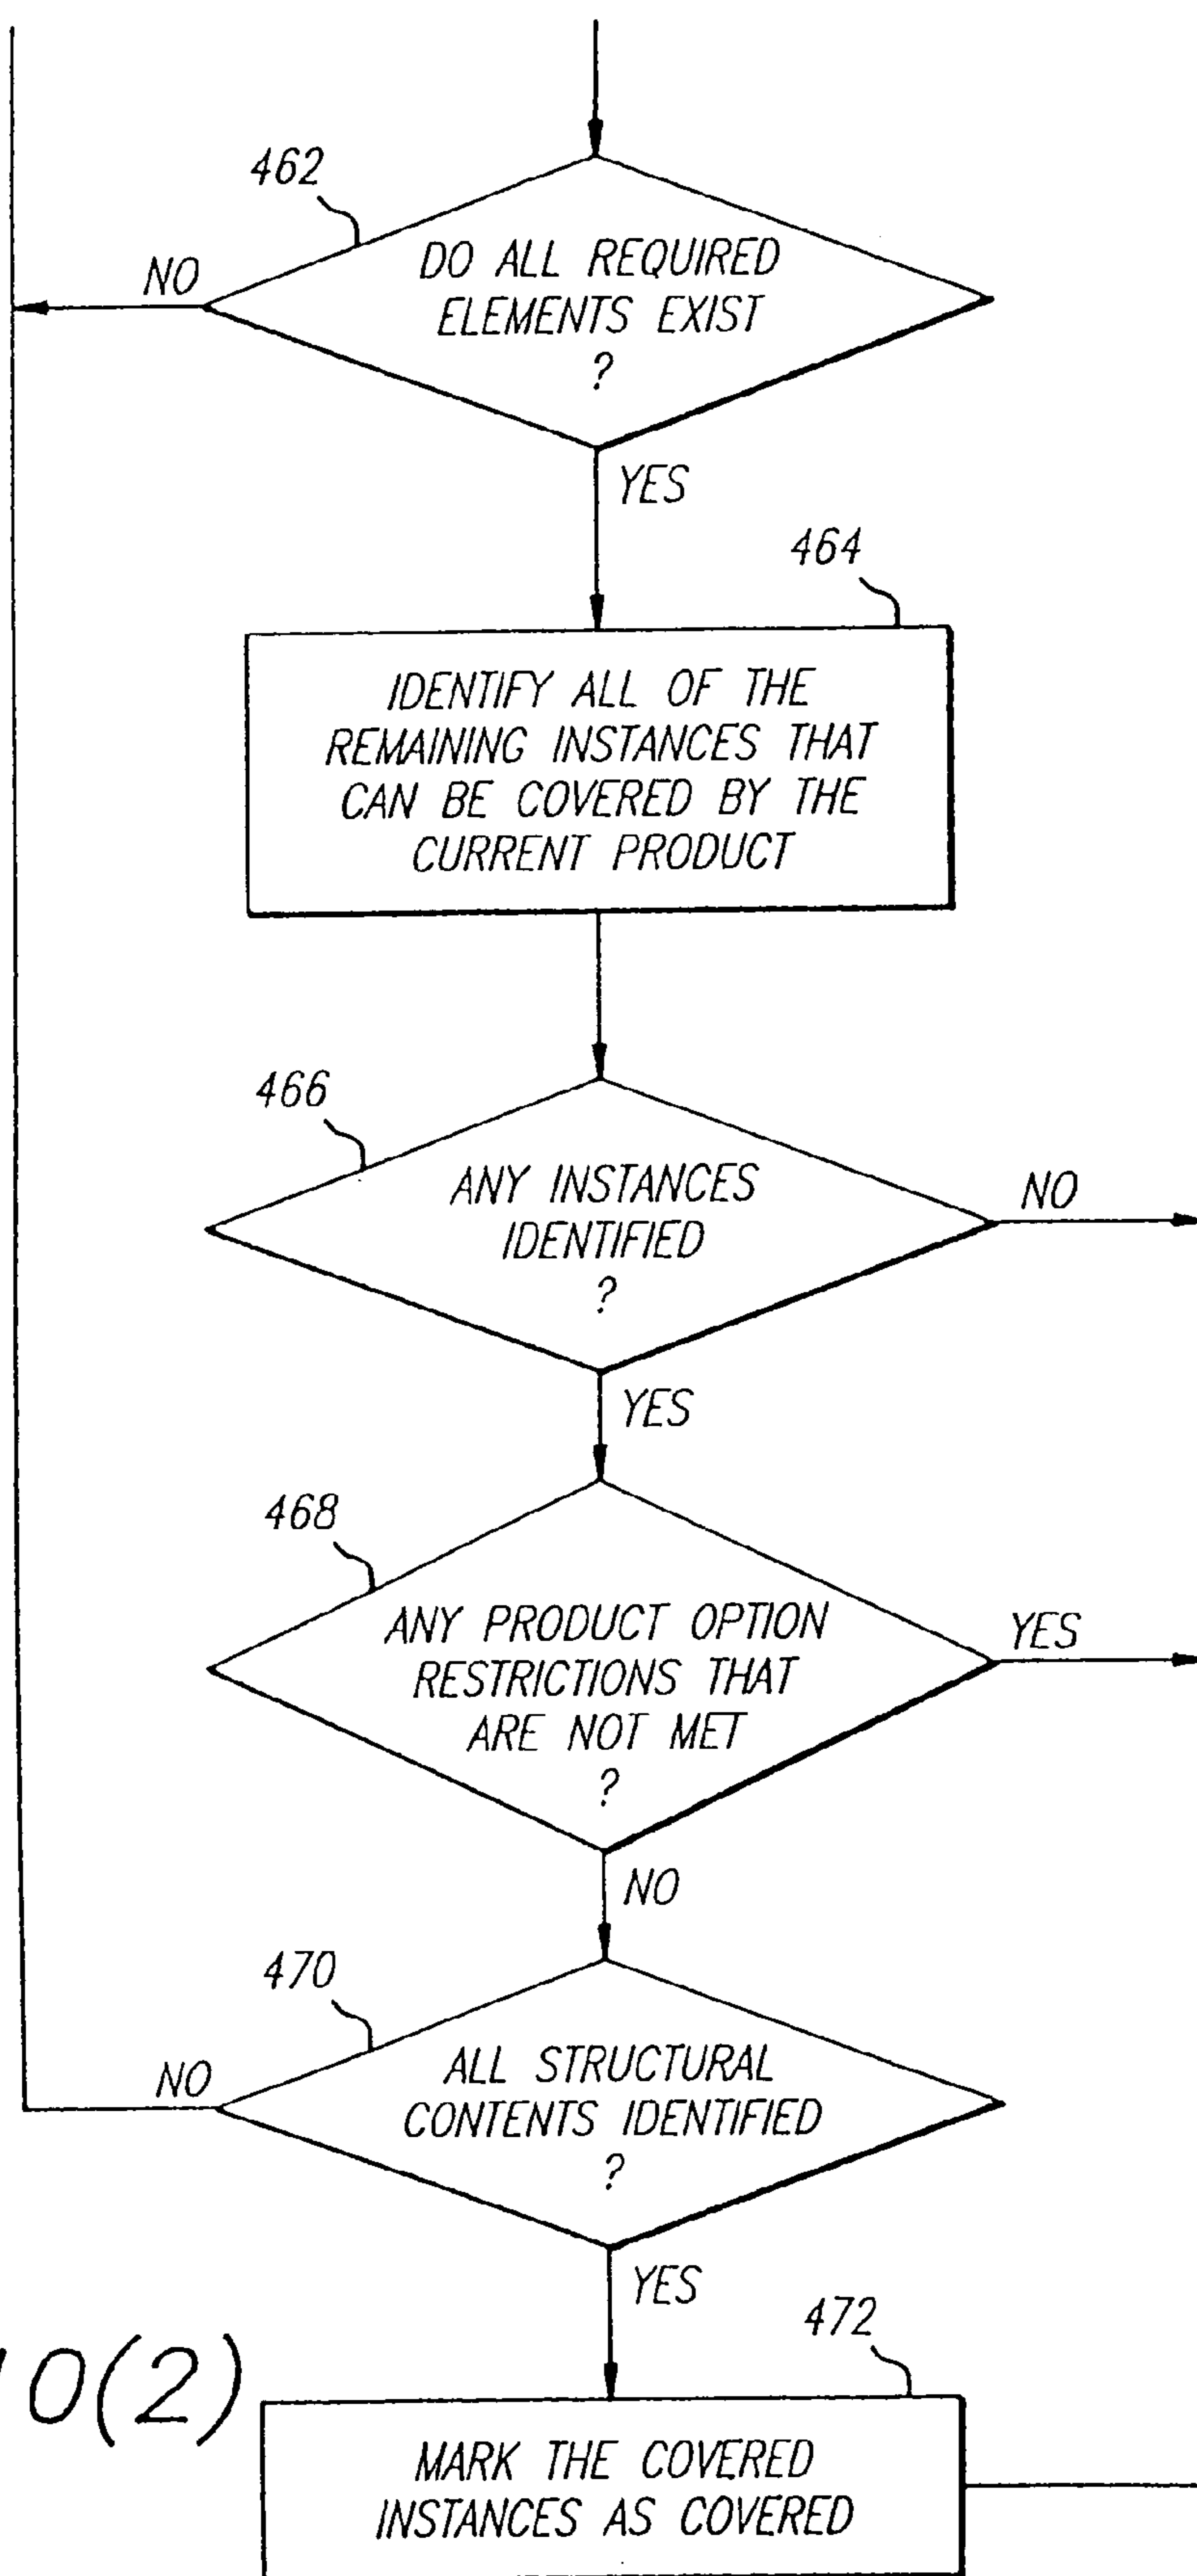 462
NO
DO ALL REQUIRED
ELEMENTS EXIST
?
YES
464
IDENTIFY ALL OF THE
REMAINING INSTANCES THAT
CAN BE COVERED BY THE
CURRENT PRODUCT
466
ANY INSTANCES
IDENTIFIED
?
NO
YES
468
ANY PRODUCT OPTION
RESTRICTIONS THAT
ARE NOT MET
?
YES
NO
470
NO
ALL STRUCTURAL
CONTENTS IDENTIFIED
?
YES
472
10(2)
MARK THE COVERED
INSTANCES AS COVERED